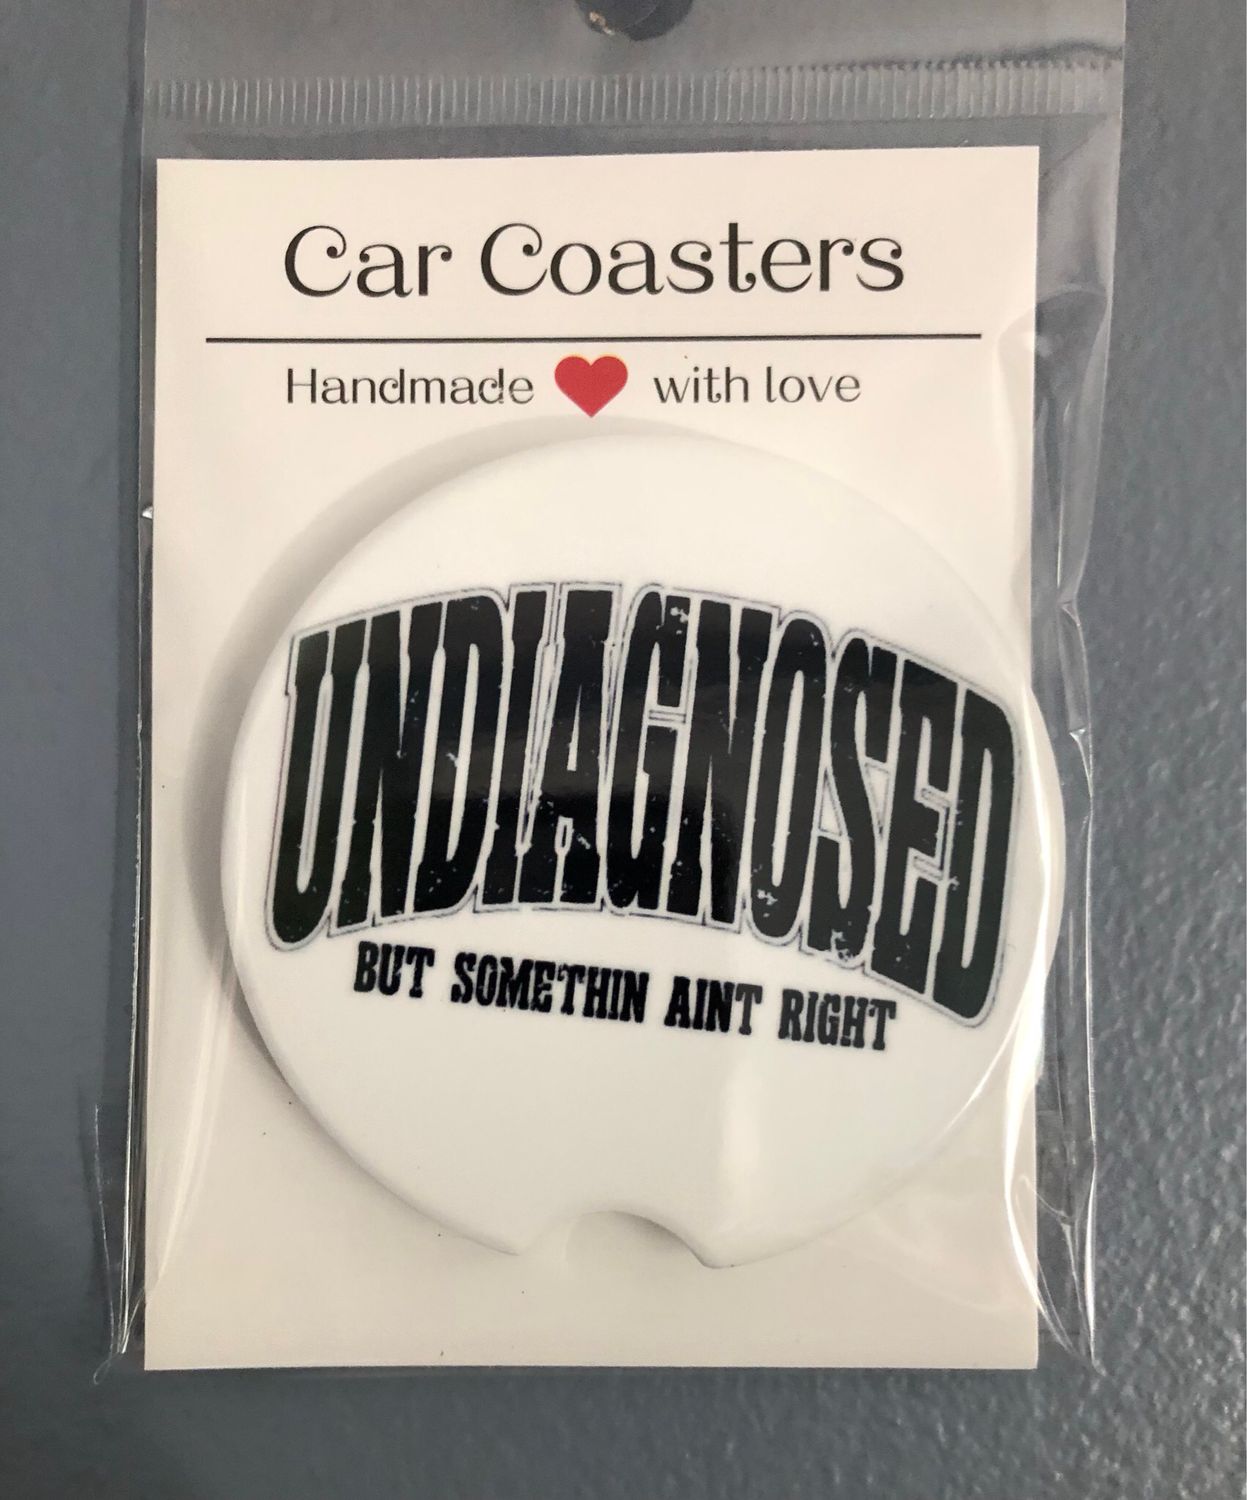 Car Coasters
Handmade ❤ with love
UNDIAGNOSED
BUT SOMETHIN AINT RIGHT